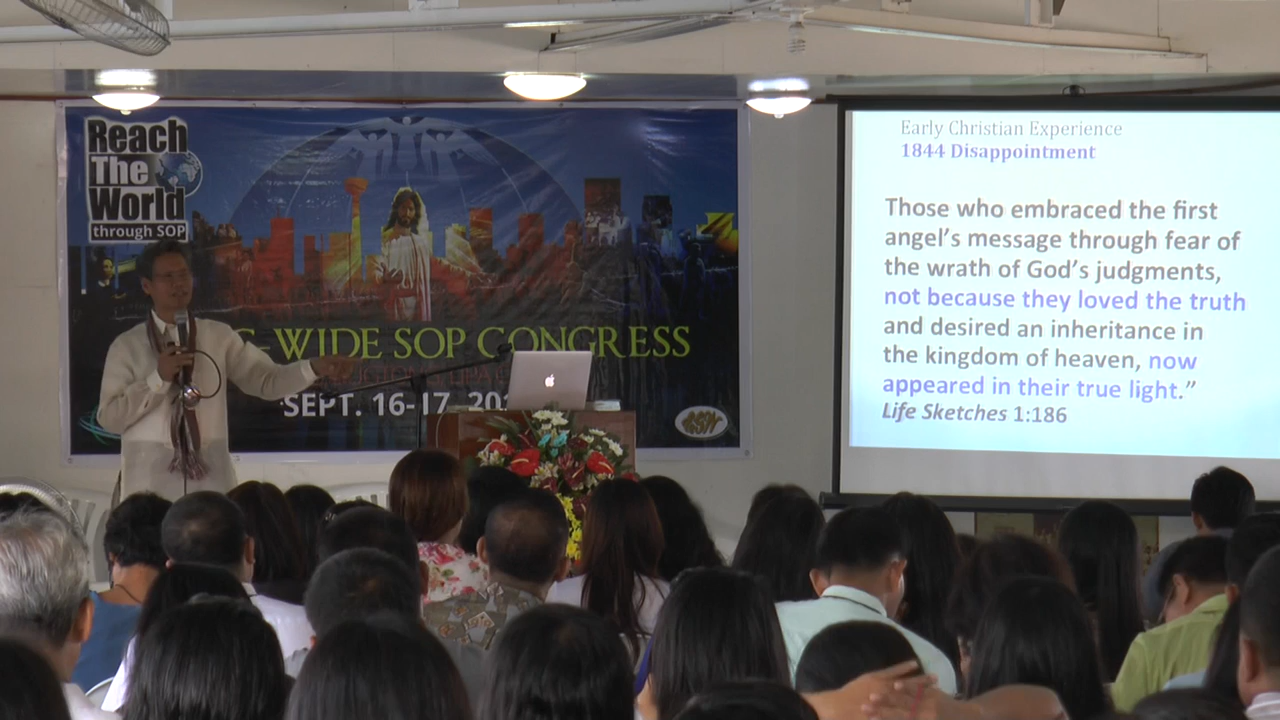 Reach
The
World
through SOP
-WIDE SOP CONGRESS
SEPT. 16-17, 20
Early Christian Experience
1844 Disappointment
Those who embraced the first
angel's message through fear of
the wrath of God's judgments,
not because they loved the truth
and desired an inheritance in
the kingdom of heaven, now
appeared in their true light."
Life Sketches 1:186